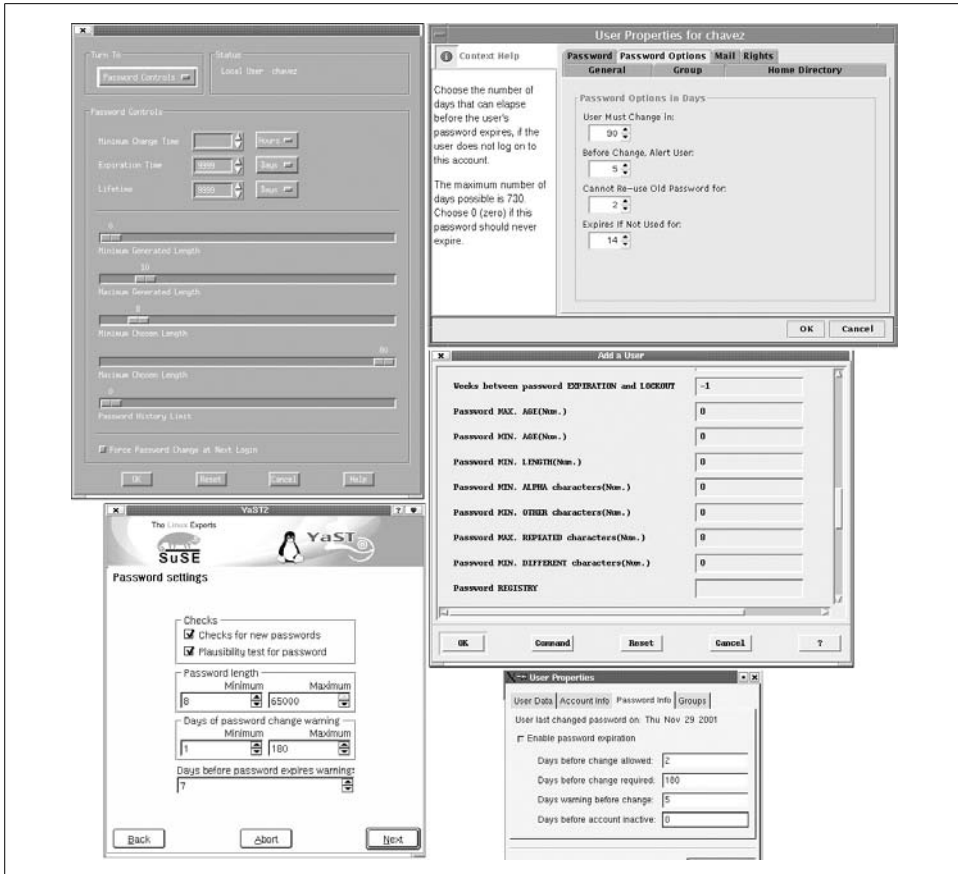 Turn To
Status
Password Controls
Local User chavez
Password Controls
Minimum Change Time
Hours
Expiration Time
9999
Days
Lifetime
9999
Days
0
Minimum Generated Length
10
Maximum Generated Length
8
Minimum Chosen Length
80
Maximum Chosen Length
0
Password History Limit
Force Password Change at Next Login
OK
Reset
Cancel
Help
User Properties for chavez
Context Help
Choose the number of
days that can elapse
before the user's
password expires, if the
user does not log on to
this account.
The maximum number of
days possible is 730.
Choose 0 (zero) if this
password should never
expire.
Password Password Options Mail Rights
General Group Home Directory
Password Options in Days
User Must Change in:
90
Before Change, Alert User:
5
Cannot Re-use Old Password for:
2
Expires If Not Used for:
14
OK
Cancel
Add a User
Weeks between password EXPIRATION and LOCKOUT -1
Password MAX. AGE(Num.) 0
Password MIN. AGE(Num.) 0
Password MIN. LENGTH(Num.) 0
Password MIN. ALPHA characters(Num.) 0
Password MIN. OTHER characters(Num.) 0
Password MAX. REPEATED characters(Num.) 8
Password MIN. DIFFERENT characters(Num.) 0
Password REGISTRY
OK
Command
Reset
Cancel
?
YaST2
?
The Linux Experts
SuSE
YaST
Password settings
Checks
Checks for new passwords
Plausibility test for password
Password length
Minimum Maximum
8 65000
Days of password change warning
Minimum Maximum
1 180
Days before password expires warning:
7
Back
Abort
Next
User Properties
User Data Account Info Password Info Groups
User last changed password on: Thu Nov 29 2001
Enable password expiration
Days before change allowed: 2
Days before change required: 180
Days warning before change: 5
Days before account inactive: 0